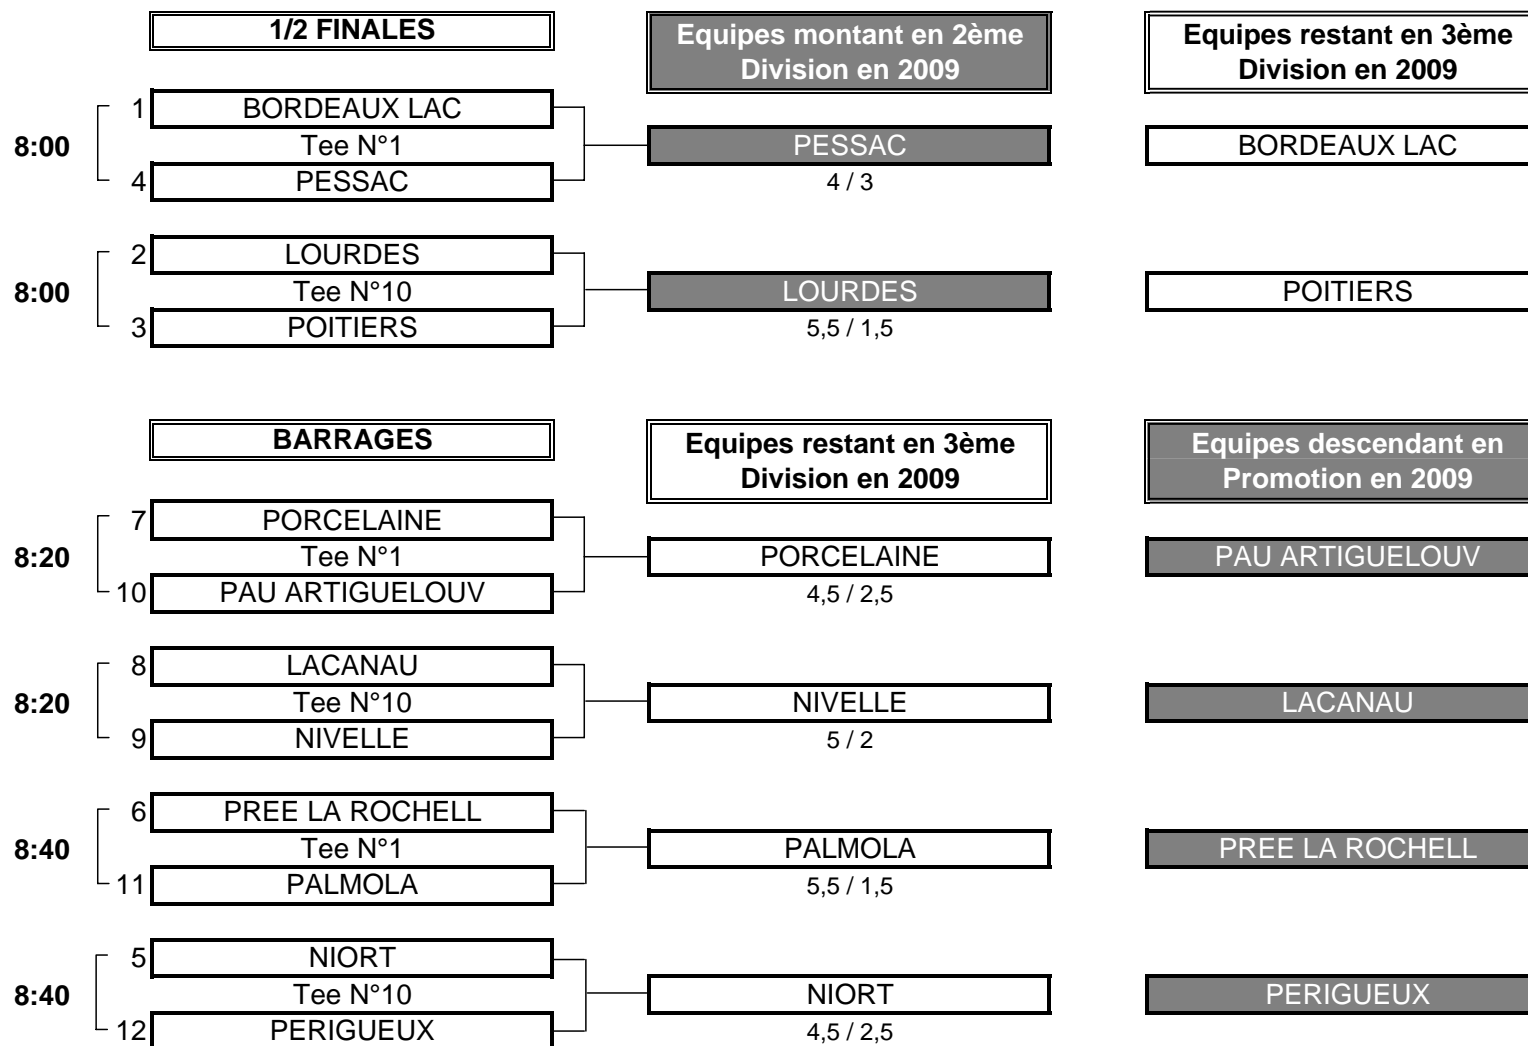 1/2 FINALES
Equipes montant en 2ème
Division en 2009
Equipes restant en 3ème
Division en 2009
1 BORDEAUX LAC
8:00 Tee N°1 PESSAC BORDEAUX LAC
4 PESSAC 4 / 3
2 LOURDES
8:00 Tee N°10 LOURDES POITIERS
3 POITIERS 5,5 / 1,5
BARRAGES
Equipes restant en 3ème
Division en 2009
Equipes descendant en
Promotion en 2009
7 PORCELAINE
8:20 Tee N°1 PORCELAINE PAU ARTIGUELOUV
10 PAU ARTIGUELOUV 4,5 / 2,5
8 LACANAU
8:20 Tee N°10 NIVELLE LACANAU
9 NIVELLE 5 / 2
6 PREE LA ROCHELL
8:40 Tee N°1 PALMOLA PREE LA ROCHELL
11 PALMOLA 5,5 / 1,5
5 NIORT
8:40 Tee N°10 NIORT PERIGUEUX
12 PERIGUEUX 4,5 / 2,5